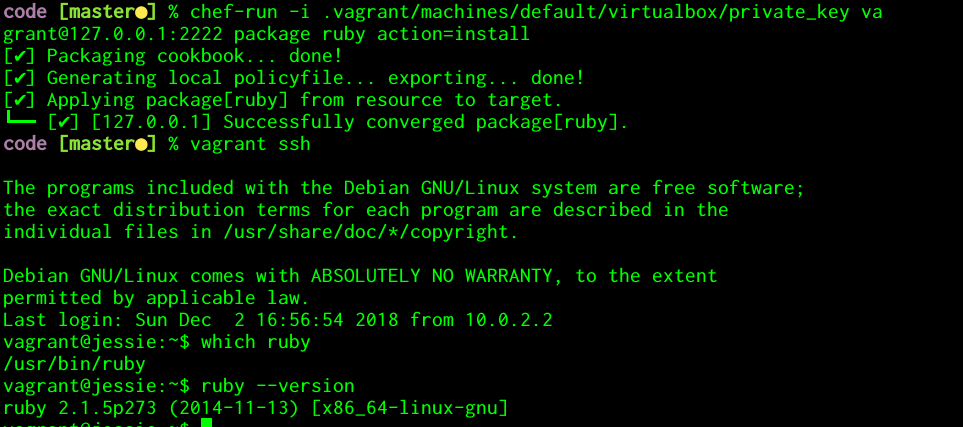 code [master●] % chef-run -i .vagrant/machines/default/virtualbox/private_key va
grant@127.0.0.1:2222 package ruby action=install
[✔] Packaging cookbook... done!
[✔] Generating local policyfile... exporting... done!
[✔] Applying package[ruby] from resource to target.
└── [✔] [127.0.0.1] Successfully converged package[ruby].
code [master●] % vagrant ssh
The programs included with the Debian GNU/Linux system are free software;
the exact distribution terms for each program are described in the
individual files in /usr/share/doc/*/copyright.
Debian GNU/Linux comes with ABSOLUTELY NO WARRANTY, to the extent
permitted by applicable law.
Last login: Sun Dec  2 16:56:54 2018 from 10.0.2.2
vagrant@jessie:~$ which ruby
/usr/bin/ruby
vagrant@jessie:~$ ruby --version
ruby 2.1.5p273 (2014-11-13) [x86_64-linux-gnu]
vagrant@jessie:~$